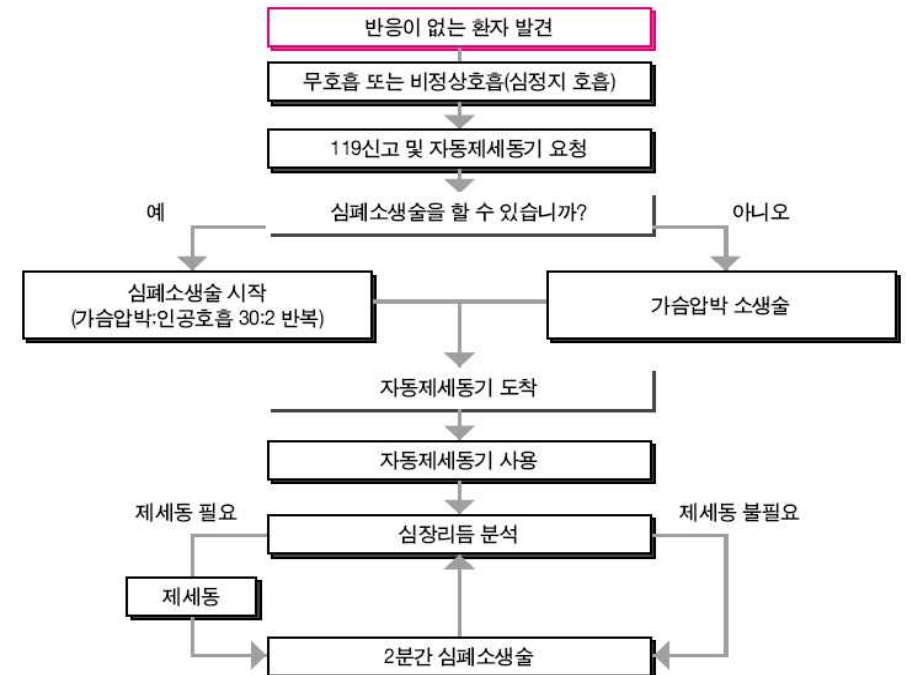 반응이 없는 환자 발견
무호흡 또는 비정상호흡(심정지 호흡)
119신고 및 자동제세동기 요청
예
심폐소생술을 할 수 있습니까?
아니오
심폐소생술 시작
(가슴압박:인공호흡 30:2 반복)
가슴압박 소생술
자동제세동기 도착
자동제세동기 사용
제세동 필요
심장리듬 분석
제세동 불필요
제세동
2분간 심폐소생술